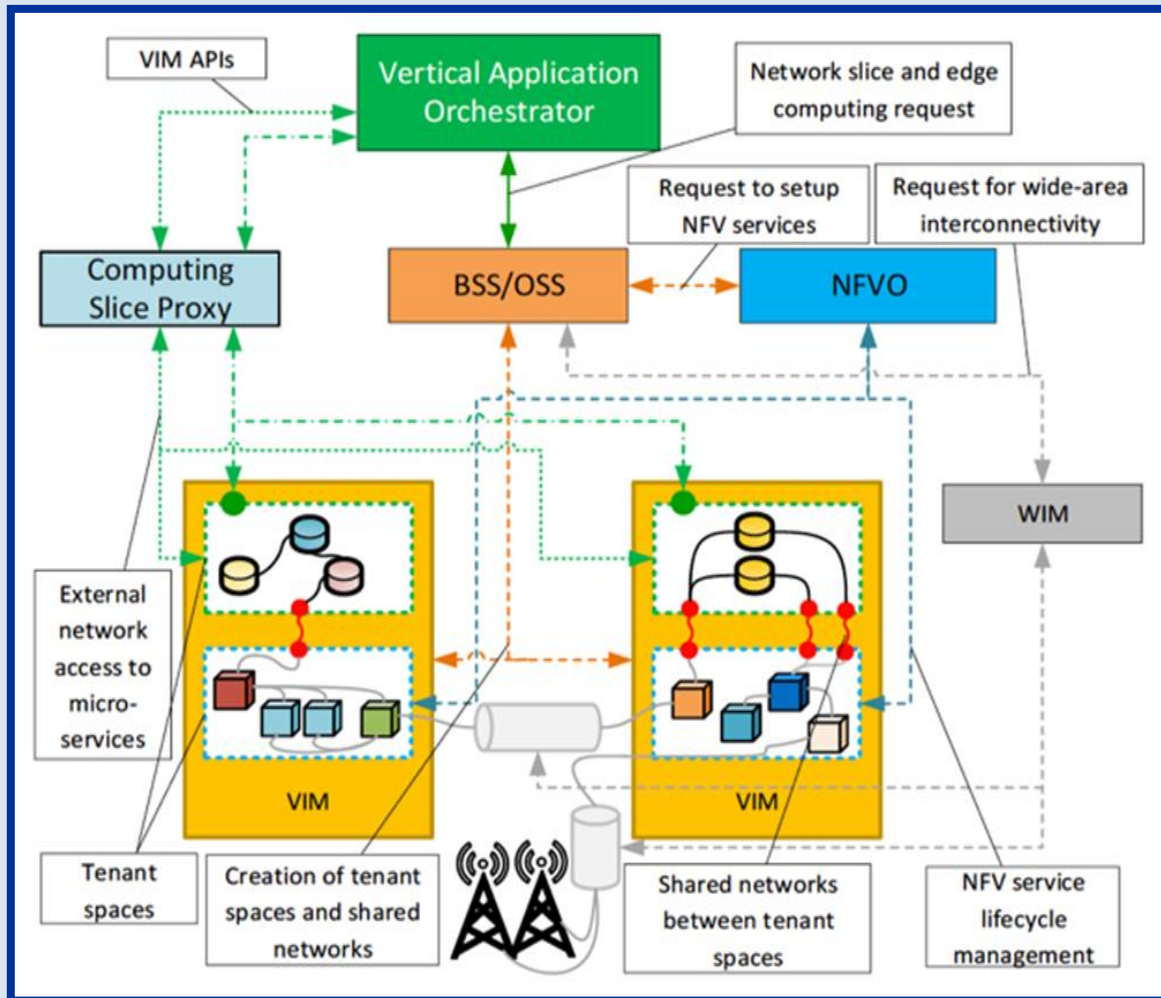 VIM APIs
Vertical Application
Orchestrator
Network slice and edge
computing request
Request to setup
NFV services
Request for wide-area
interconnectivity
Computing
Slice Proxy
BSS/OSS
NFVO
WIM
External
network
access to
micro-
services
VIM
VIM
Tenant
spaces
Creation of tenant
spaces and shared
networks
Shared networks
between tenant
spaces
NFV service
lifecycle
management